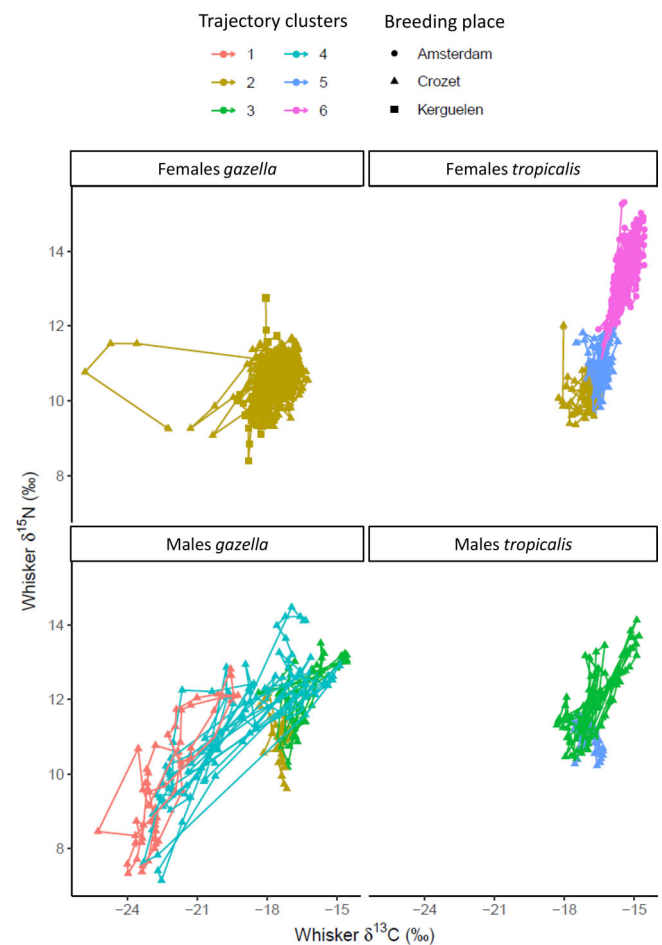 Trajectory clusters Breeding place
1 4 Amsterdam
2 5 Crozet
3 6 Kerguelen
Females gazella Females tropicalis
14
12
10
8
Whisker δ15N (‰)
Males gazella Males tropicalis
14
12
10
8
−24 −21 −18 −15 −24 −21 −18 −15
Whisker δ13C (‰)